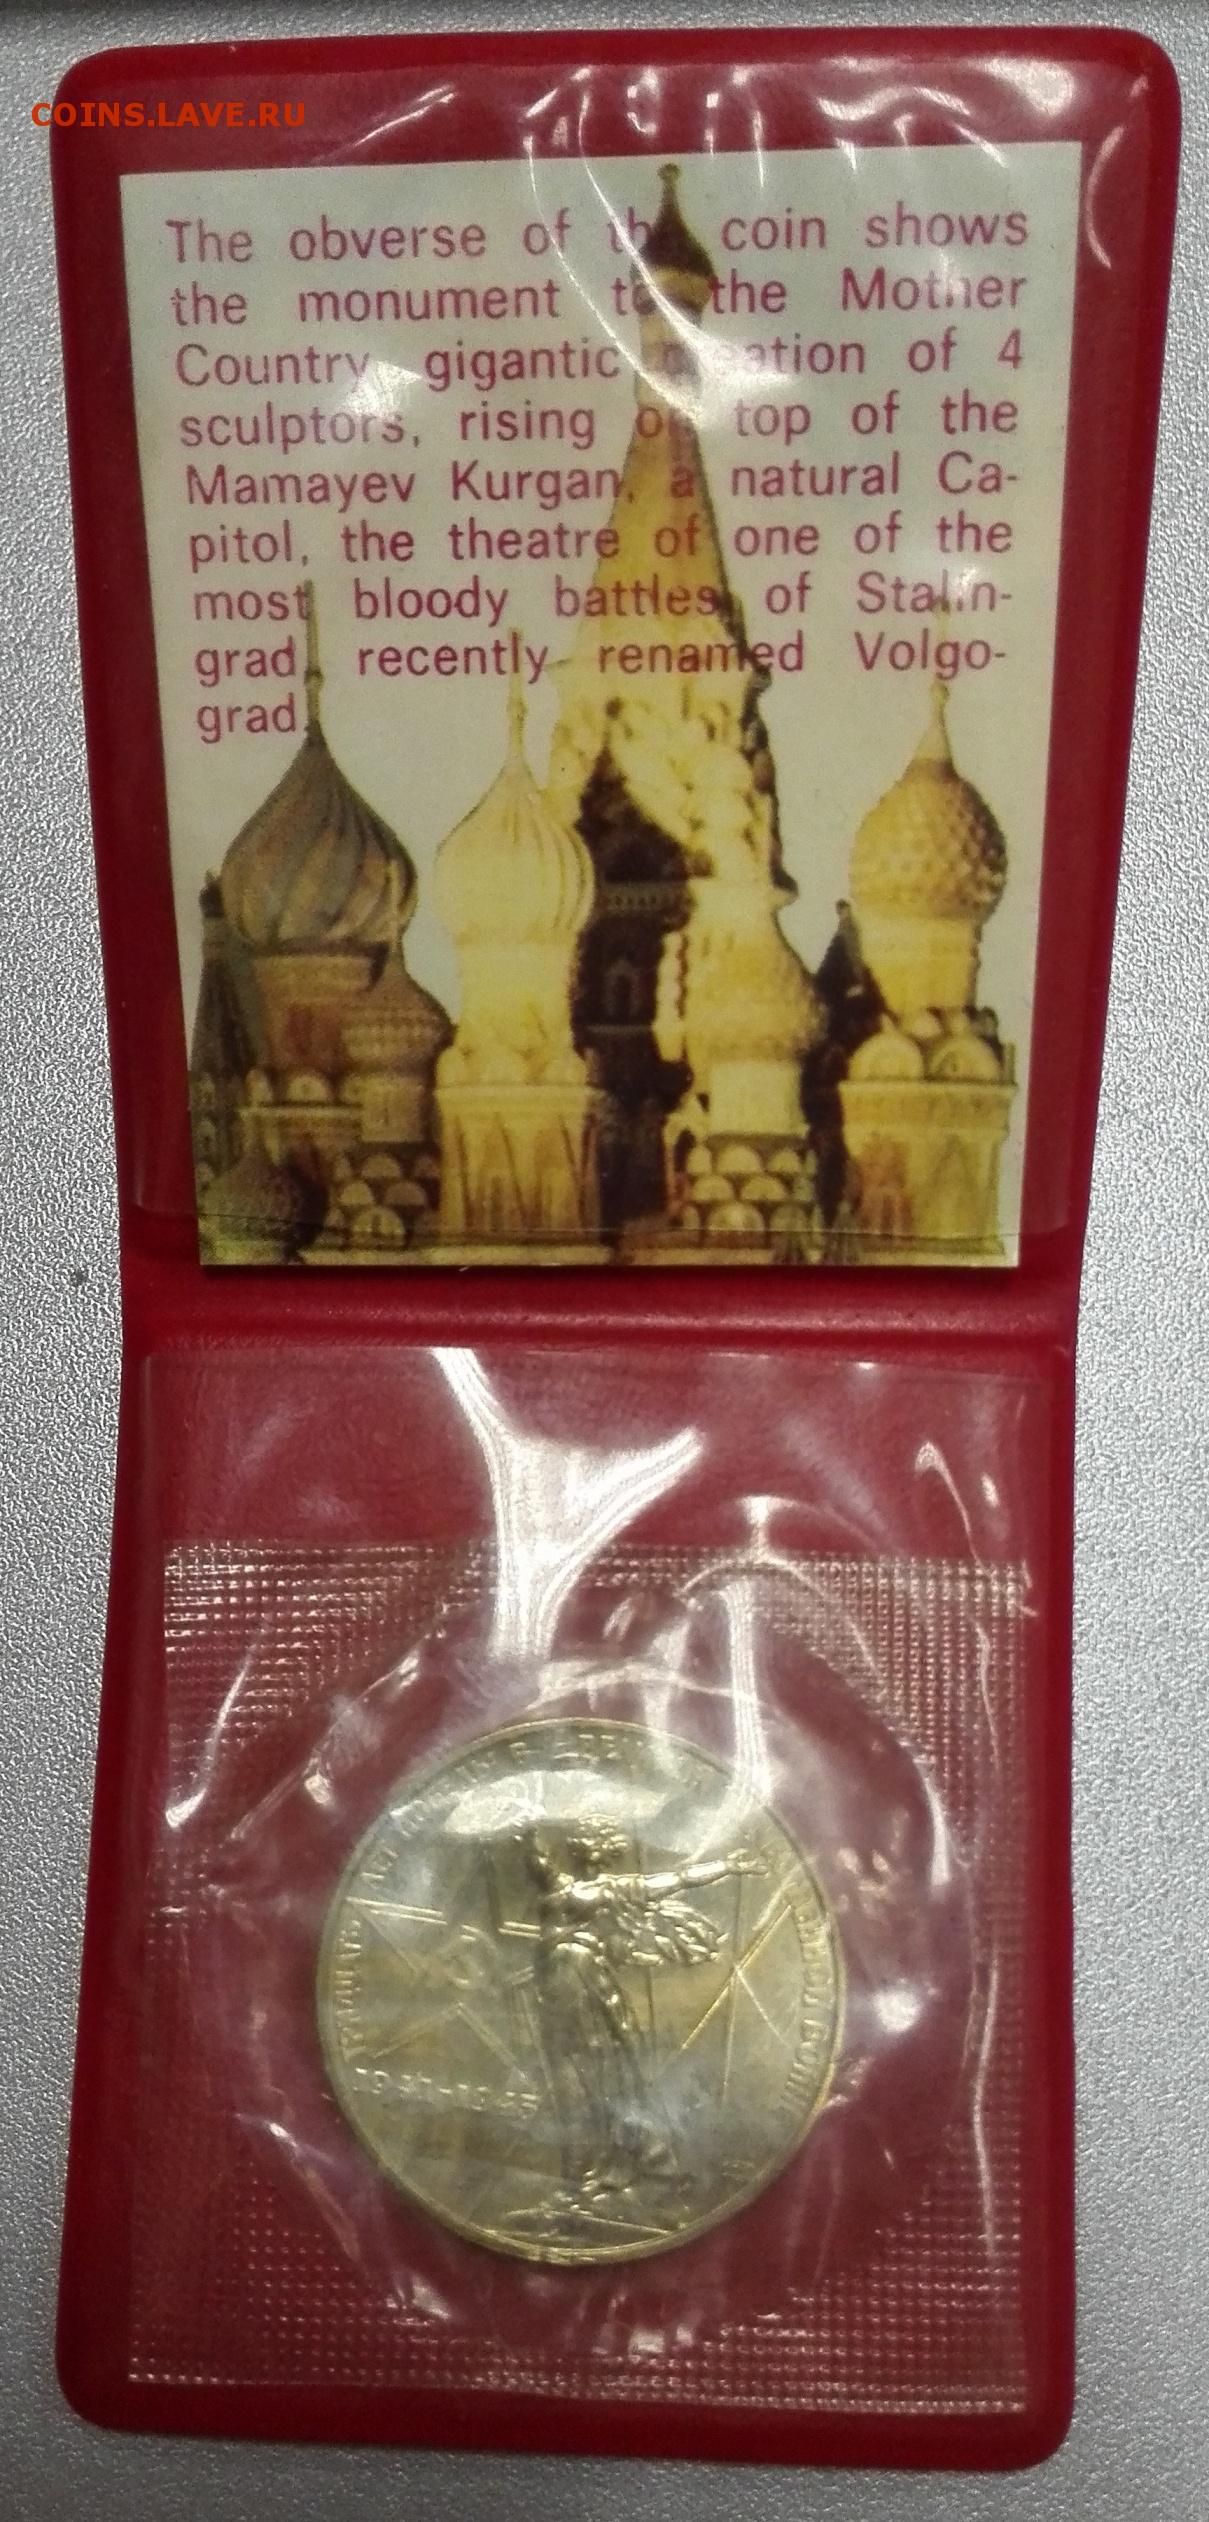 COINS.LAVE.RU
The obverse of the coin shows
the monument to the Mother
Country, gigantic creation of 4
sculptors, rising on top of the
Mamayev Kurgan, a natural Ca-
pitol, the theatre of one of the
most bloody battles of Stalin-
grad, recently renamed Volgo-
grad.
1941-1945